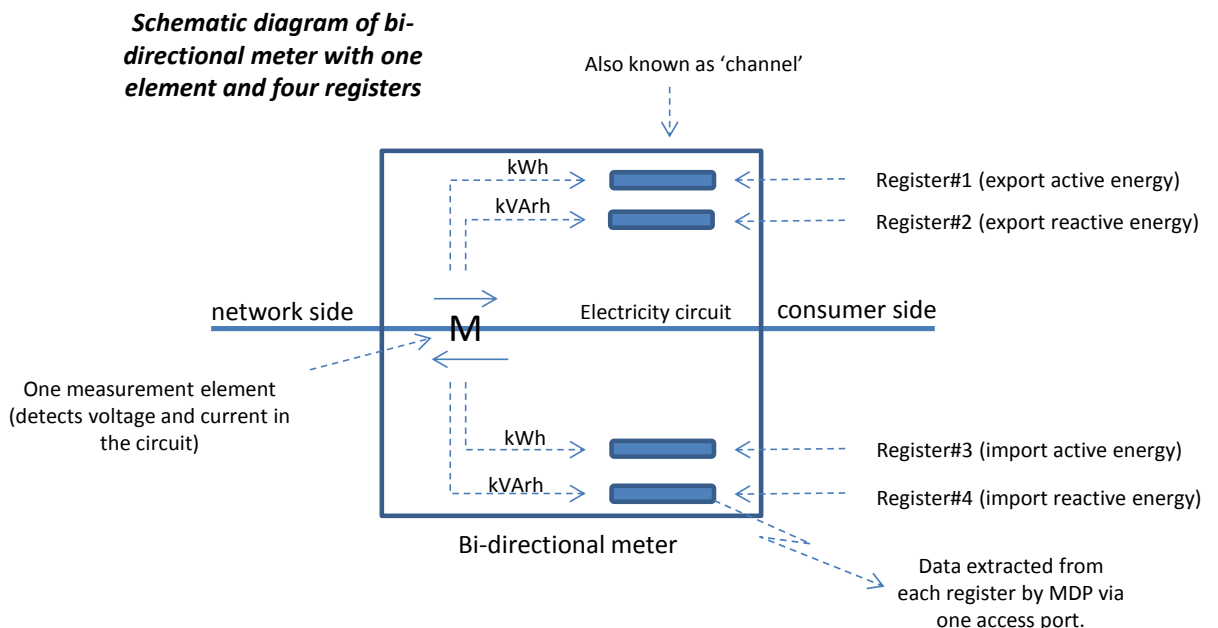 Schematic diagram of bi-
directional meter with one
element and four registers
Also known as ‘channel’
kWh
Register#1 (export active energy)
kVArh
Register#2 (export reactive energy)
network side
M
Electricity circuit
consumer side
One measurement element
(detects voltage and current in
the circuit)
kWh
Register#3 (import active energy)
kVArh
Register#4 (import reactive energy)
Bi-directional meter
Data extracted from
each register by MDP via
one access port.